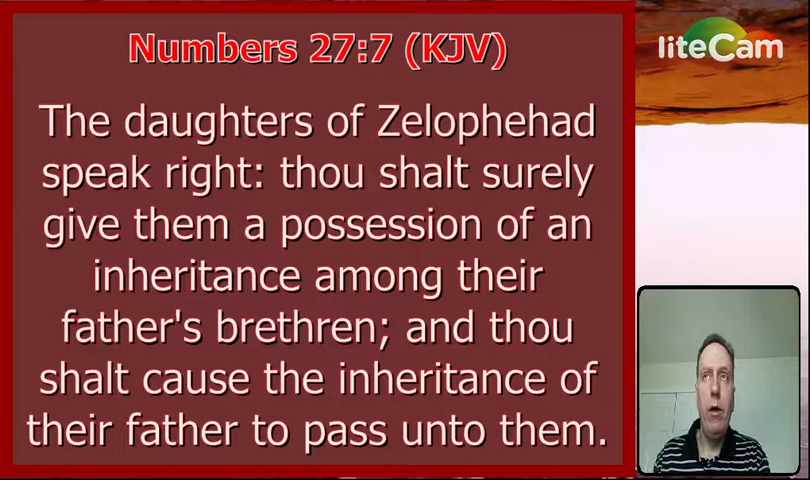 Numbers 27:7 (KJV)
liteCam
The daughters of Zelophehad
speak right: thou shalt surely
give them a possession of an
inheritance among their
father's brethren; and thou
shalt cause the inheritance of
their father to pass unto them.